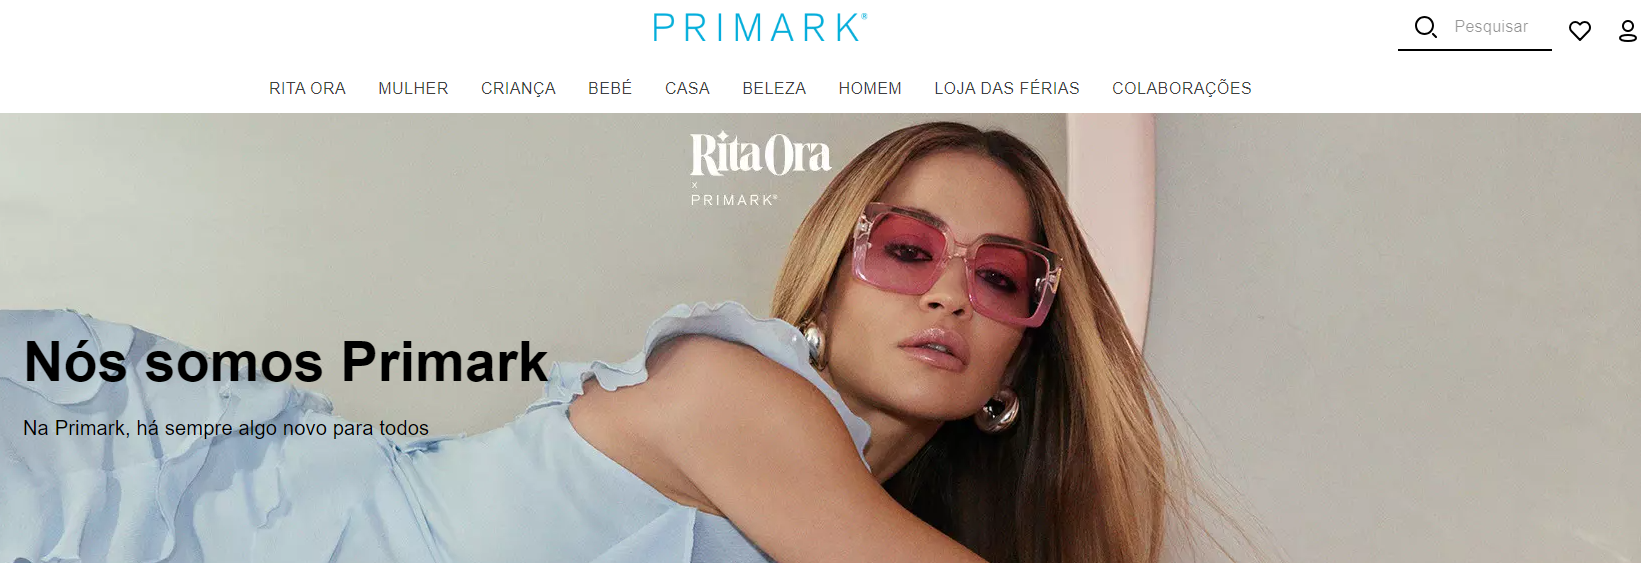 PRIMARK®
Pesquisar
RITA ORA MULHER CRIANÇA BEBÉ CASA BELEZA HOMEM LOJA DAS FÉRIAS COLABORAÇÕES
Rita Ora
x
PRIMARK®
Nós somos Primark
Na Primark, há sempre algo novo para todos